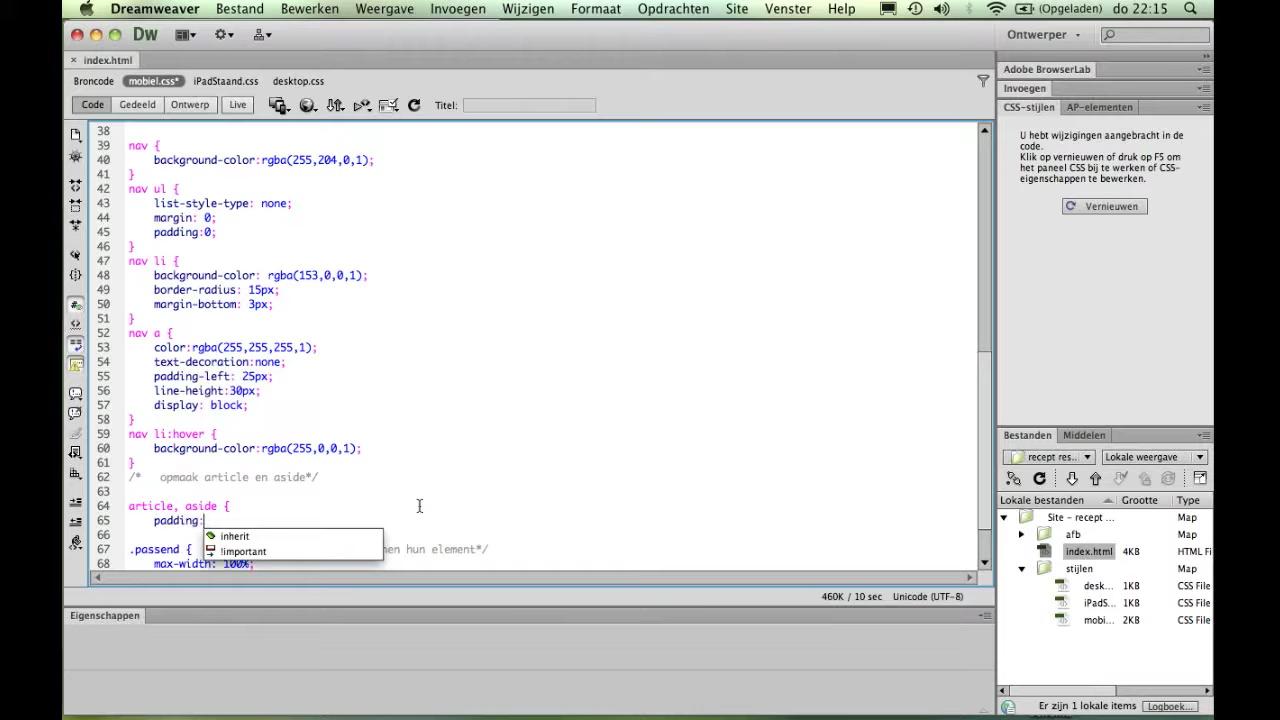 Dreamweaver Bestand Bewerken Weergave Invoegen Wijzigen Formaat Opdrachten Site Venster Help (Opgeladen) do 22:15
Dw Ontwerper
index.html
Broncode mobiel.css* iPadStaand.css desktop.css
Code Gedeeld Ontwerp Live Titel:
38
39 nav {
40 background-color:rgba(255,204,0,1);
41 }
42 nav ul {
43 list-style-type: none;
44 margin: 0;
45 padding:0;
46 }
47 nav li {
48 background-color: rgba(153,0,0,1);
49 border-radius: 15px;
50 margin-bottom: 3px;
51 }
52 nav a {
53 color:rgba(255,255,255,1);
54 text-decoration:none;
55 padding-left: 25px;
56 line-height:30px;
57 display: block;
58 }
59 nav li:hover {
60 background-color:rgba(255,0,0,1);
61 }
62 /* opmaak article en aside*/
63
64 article, aside {
65 padding:
inherit
!important
66
67 .passend { hun element*/
68 max-width: 100%;
460K / 10 sec Unicode (UTF-8)
Eigenschappen
Adobe BrowserLab
Invoegen
CSS-stijlen AP-elementen
U hebt wijzigingen aangebracht in de
code.
Klik op vernieuwen of druk op F5 om
het paneel CSS bij te werken of CSS-
eigenschappen te bewerken.
Vernieuwen
Bestanden Middelen
recept res... Lokale weergave
Lokale bestanden Grootte Type
Site - recept ... Map
afb Map
index.html 4KB HTML Fi
stijlen Map
desk... 1KB CSS File
iPadS... 1KB CSS File
mobi... 2KB CSS File
Er zijn 1 lokale items Logboek...